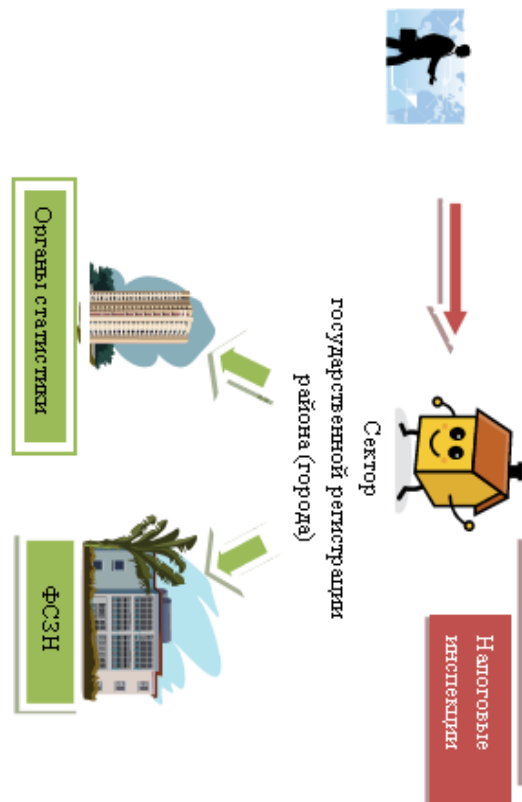 Налоговые
инспекции
Сектор
государственной регистрации
района (города)
Органы статистики
ФСЗН